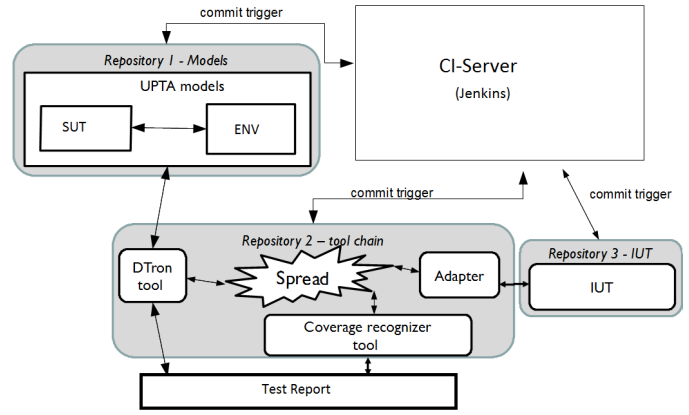 commit trigger
Repository 1 - Models
UPTA models
SUT
ENV
CI-Server
(Jenkins)
commit trigger
commit trigger
Repository 2 – tool chain
DTron
tool
Spread
Adapter
Coverage recognizer
tool
Repository 3 - IUT
IUT
Test Report